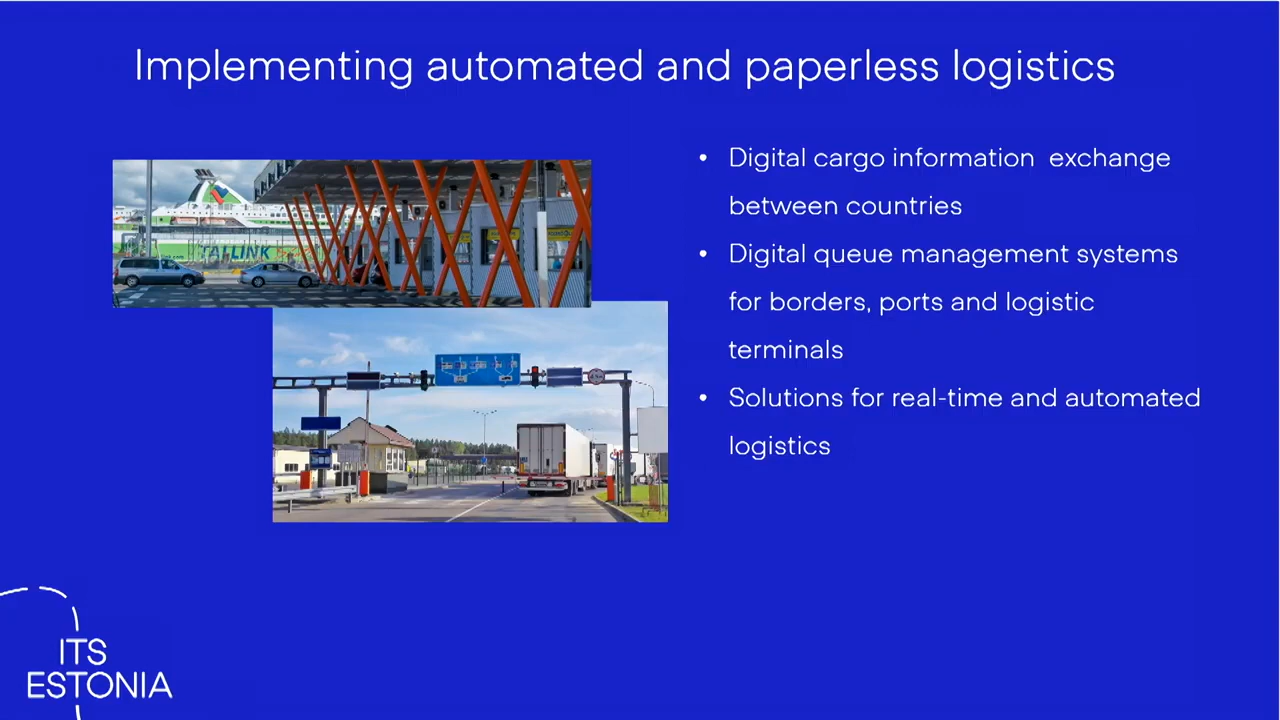 Implementing automated and paperless logistics
TALLINK
• Digital cargo information exchange
between countries
• Digital queue management systems
for borders, ports and logistic
terminals
• Solutions for real-time and automated
logistics
ITS
ESTONIA